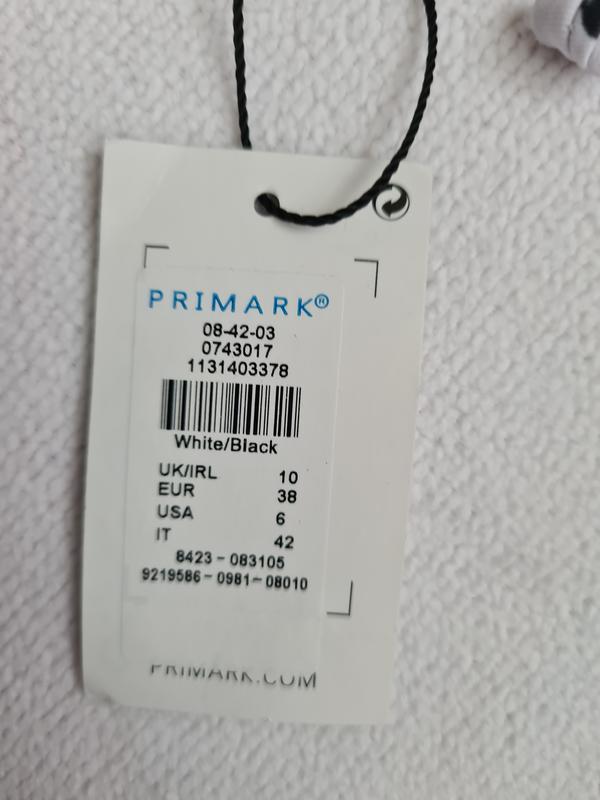 PRIMARK®
08-42-03
0743017
1131403378
White/Black
UK/IRL 10
EUR 38
USA 6
IT 42
8423-083105
9219586-0981-08010
PRIMARK.COM